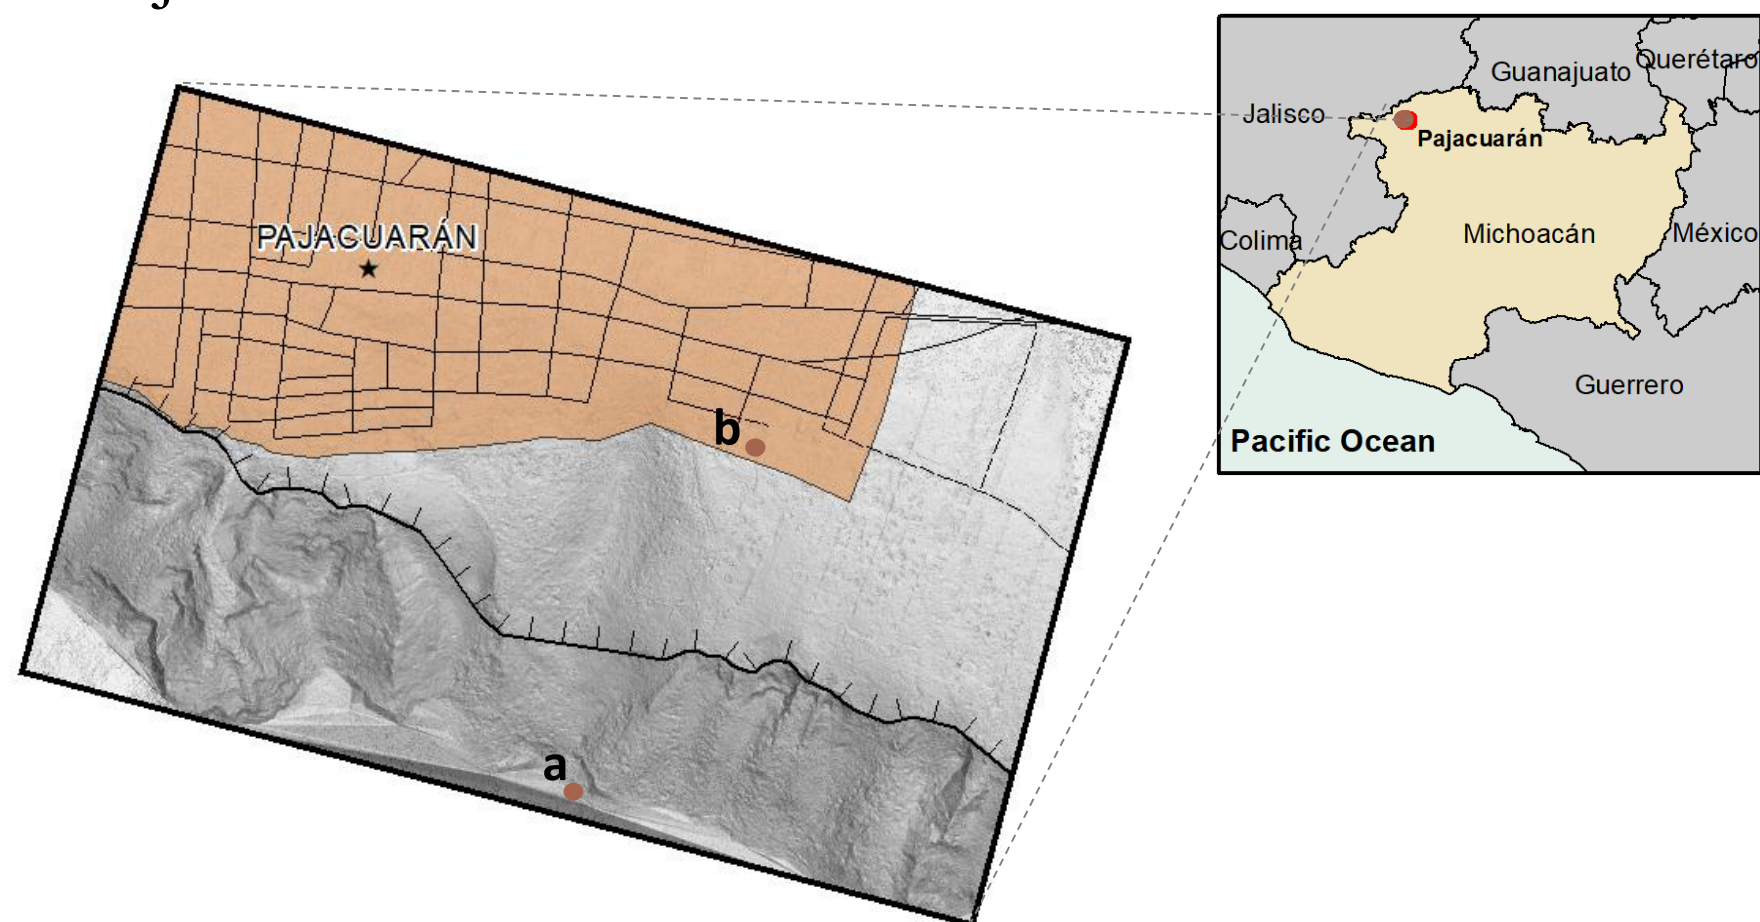 PAJACUARÁN
b
a
Guanajuato
Querétaro
Jalisco
Pajacuarán
Colima
Michoacán
México
Guerrero
Pacific Ocean